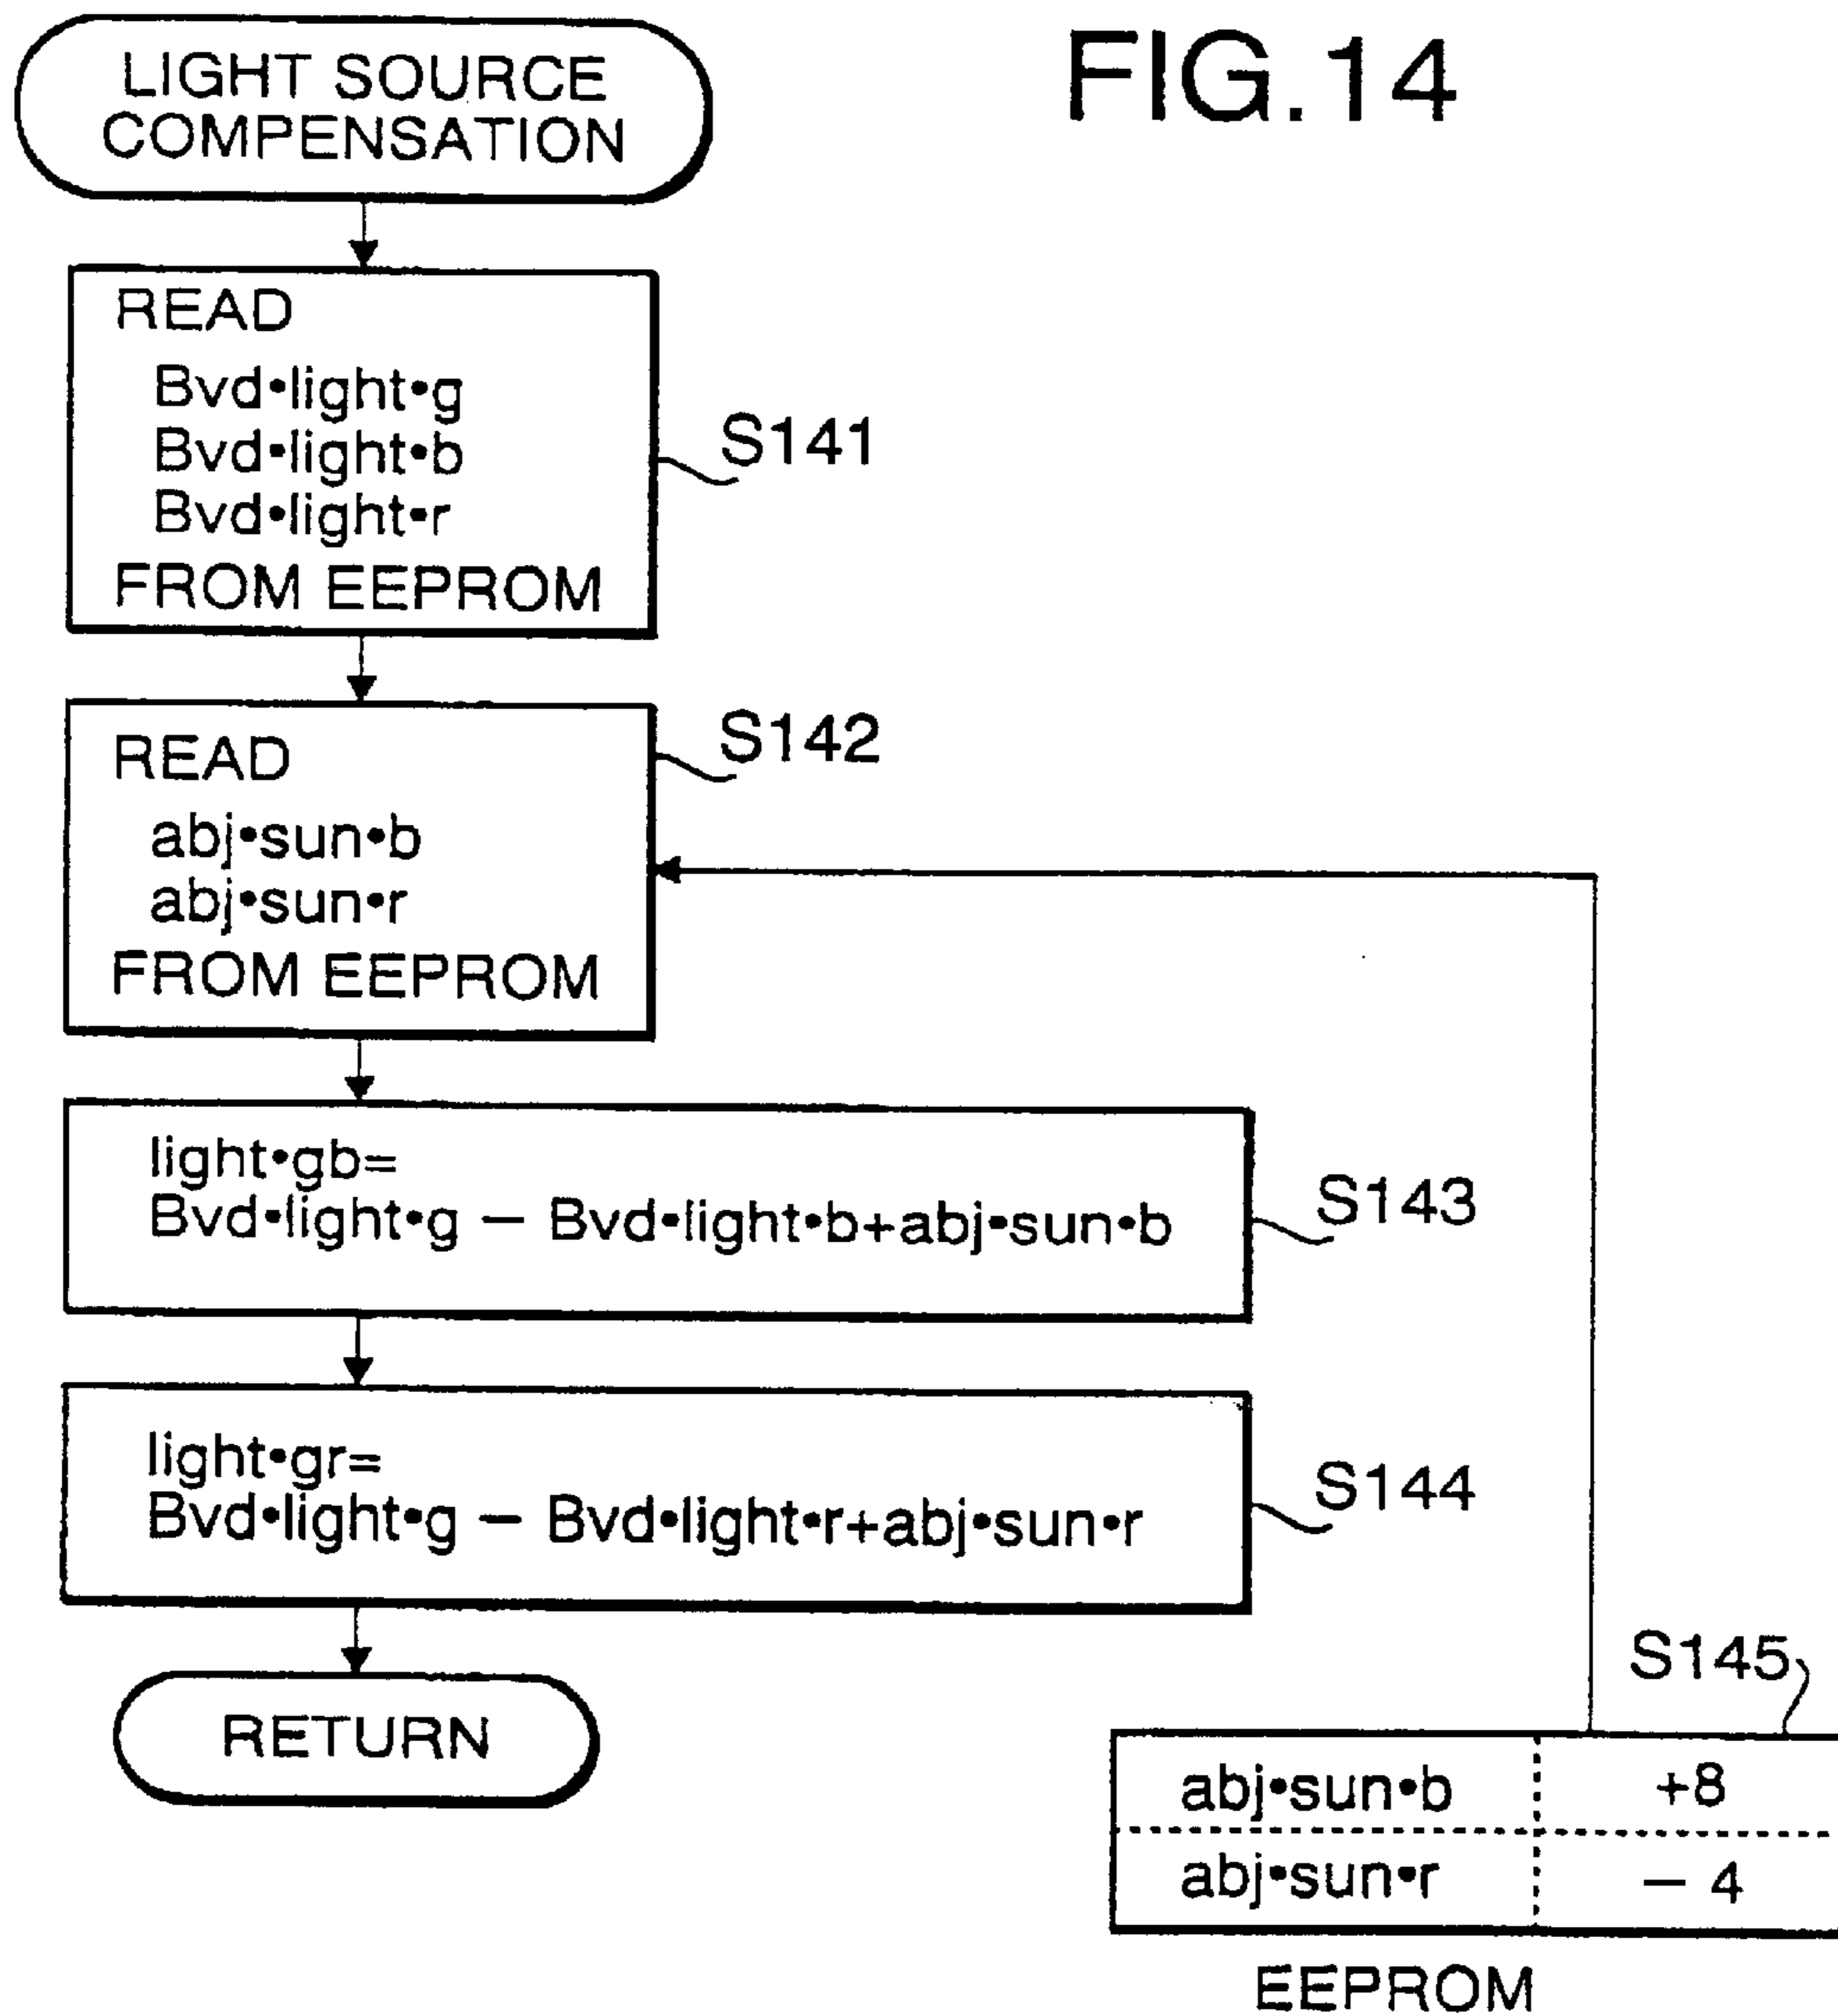 FIG.14
LIGHT SOURCE
COMPENSATION
READ
Bvd•light•g
Bvd•light•b
Bvd•light•r
FROM EEPROM
S141
READ
abj•sun•b
abj•sun•r
FROM EEPROM
S142
light•gb=
Bvd•light•g – Bvd•light•b+abj•sun•b
S143
light•gr=
Bvd•light•g – Bvd•light•r+abj•sun•r
S144
RETURN
S145
abj•sun•b +8
abj•sun•r – 4
EEPROM